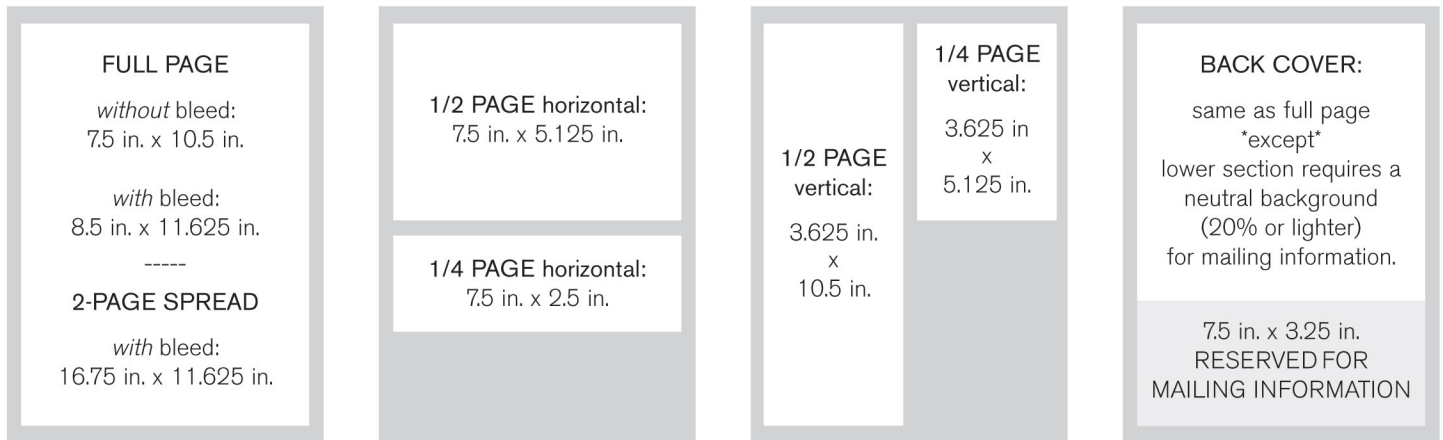 FULL PAGE
without bleed:
7.5 in. x 10.5 in.
with bleed:
8.5 in. x 11.625 in.
-----
2-PAGE SPREAD
with bleed:
16.75 in. x 11.625 in.
1/2 PAGE horizontal:
7.5 in. x 5.125 in.
1/4 PAGE horizontal:
7.5 in. x 2.5 in.
1/2 PAGE
vertical:
3.625 in.
x
10.5 in.
1/4 PAGE
vertical:
3.625 in
x
5.125 in.
BACK COVER:
same as full page
*except*
lower section requires a
neutral background
(20% or lighter)
for mailing information.
7.5 in. x 3.25 in.
RESERVED FOR
MAILING INFORMATION